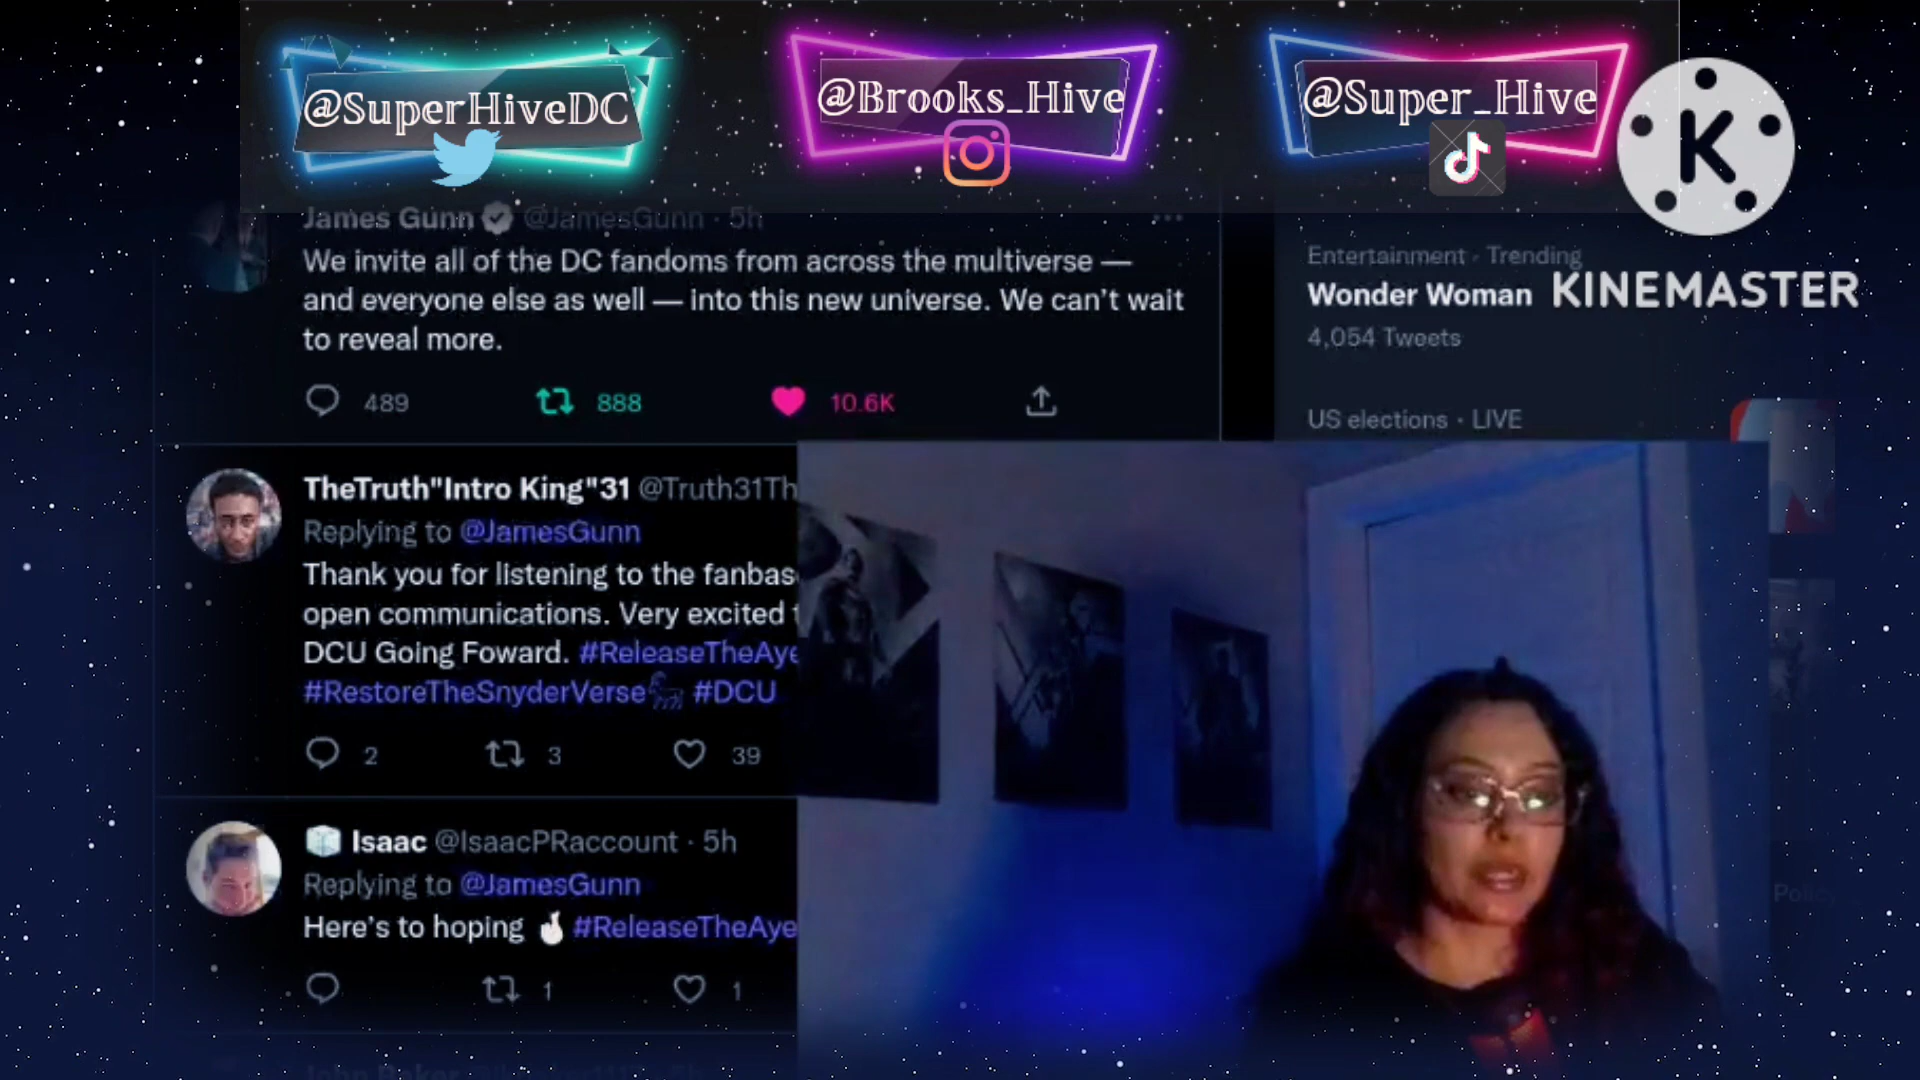 @SuperHiveDC
@Brooks_Hive
@Super_Hive
K
KINEMASTER
James Gunn @JamesGunn · 5h
We invite all of the DC fandoms from across the multiverse —
and everyone else as well — into this new universe. We can't wait
to reveal more.
489 888 10.6K
Entertainment · Trending
Wonder Woman
4,054 Tweets
US elections · LIVE
TheTruth"Intro King"31 @Truth31Th
Replying to @JamesGunn
Thank you for listening to the fanbas
open communications. Very excited t
DCU Going Foward. #ReleaseTheAye
#RestoreTheSnyderVerse #DCU
2 3 39
Isaac @IsaacPRaccount · 5h
Replying to @JamesGunn
Here's to hoping #ReleaseTheAye
1 1